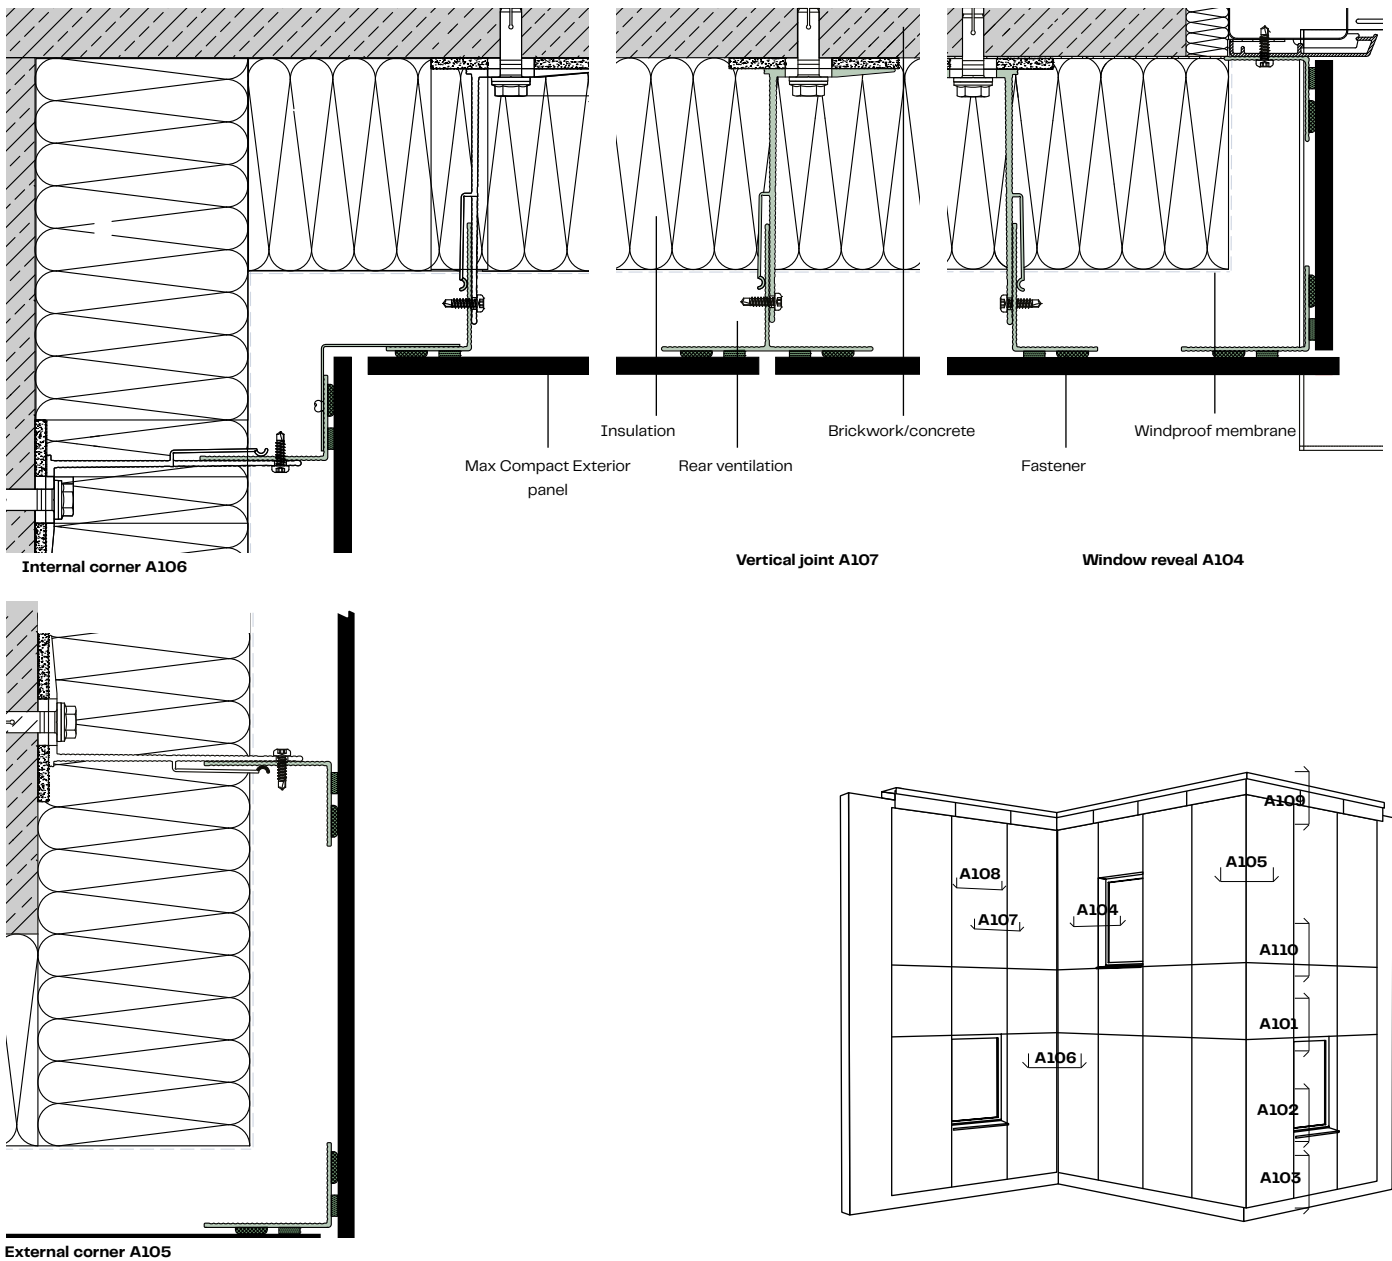 Insulation
Brickwork/concrete
Windproof membrane
Max Compact Exterior
panel
Rear ventilation
Fastener
Internal corner A106
Vertical joint A107
Window reveal A104
A109
A105
A108
A104
A107
A110
A101
A106
A102
A103
External corner A105